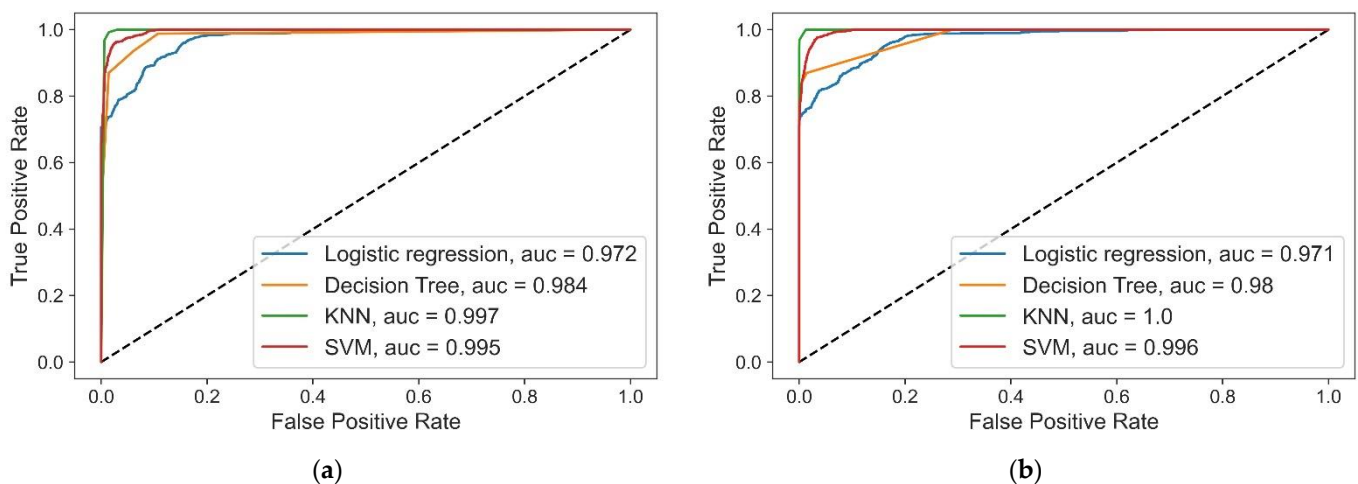 1.0
0.8
0.6
0.4
0.2
0.0
True Positive Rate
Logistic regression, auc = 0.972
Decision Tree, auc = 0.984
KNN, auc = 0.997
SVM, auc = 0.995
0.0 0.2 0.4 0.6 0.8 1.0
False Positive Rate
(a)
1.0
0.8
0.6
0.4
0.2
0.0
True Positive Rate
Logistic regression, auc = 0.971
Decision Tree, auc = 0.98
KNN, auc = 1.0
SVM, auc = 0.996
0.0 0.2 0.4 0.6 0.8 1.0
False Positive Rate
(b)